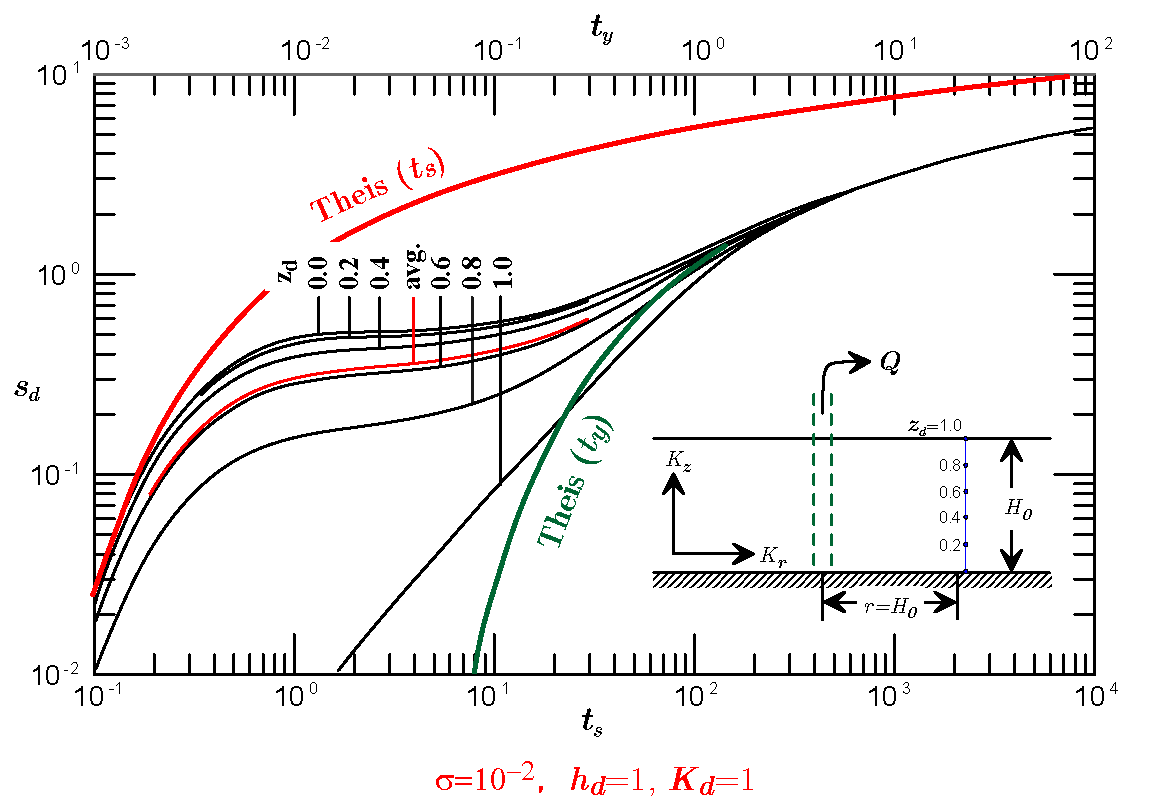 t_y
10^-3 10^-2 10^-1 10^0 10^1 10^2
10^1
Theis (t_s)
z_d 0.0 0.2 0.4 avg. 0.6 0.8 1.0
10^0
s_d
Q
z_d=1.0
K_z
0.8
0.6
H_0
0.4
0.2
K_r
Theis (t_y)
10^-1
r=H_0
10^-2
10^-1 10^0 10^1 10^2 10^3 10^4
t_s
σ=10^-2, h_d=1, K_d=1